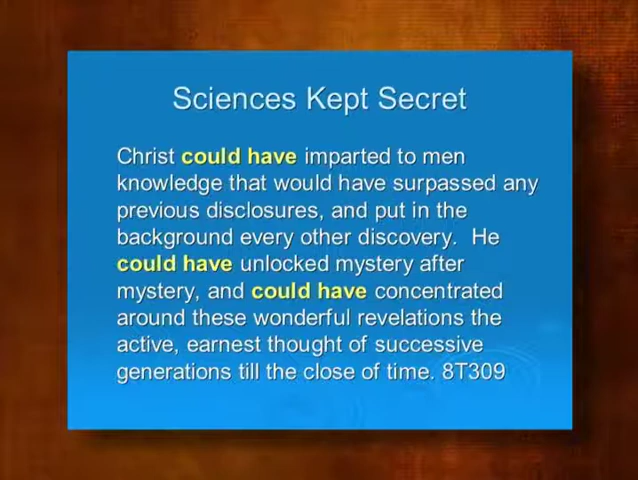 Sciences Kept Secret
Christ could have imparted to men
knowledge that would have surpassed any
previous disclosures, and put in the
background every other discovery.  He
could have unlocked mystery after
mystery, and could have concentrated
around these wonderful revelations the
active, earnest thought of successive
generations till the close of time. 8T309